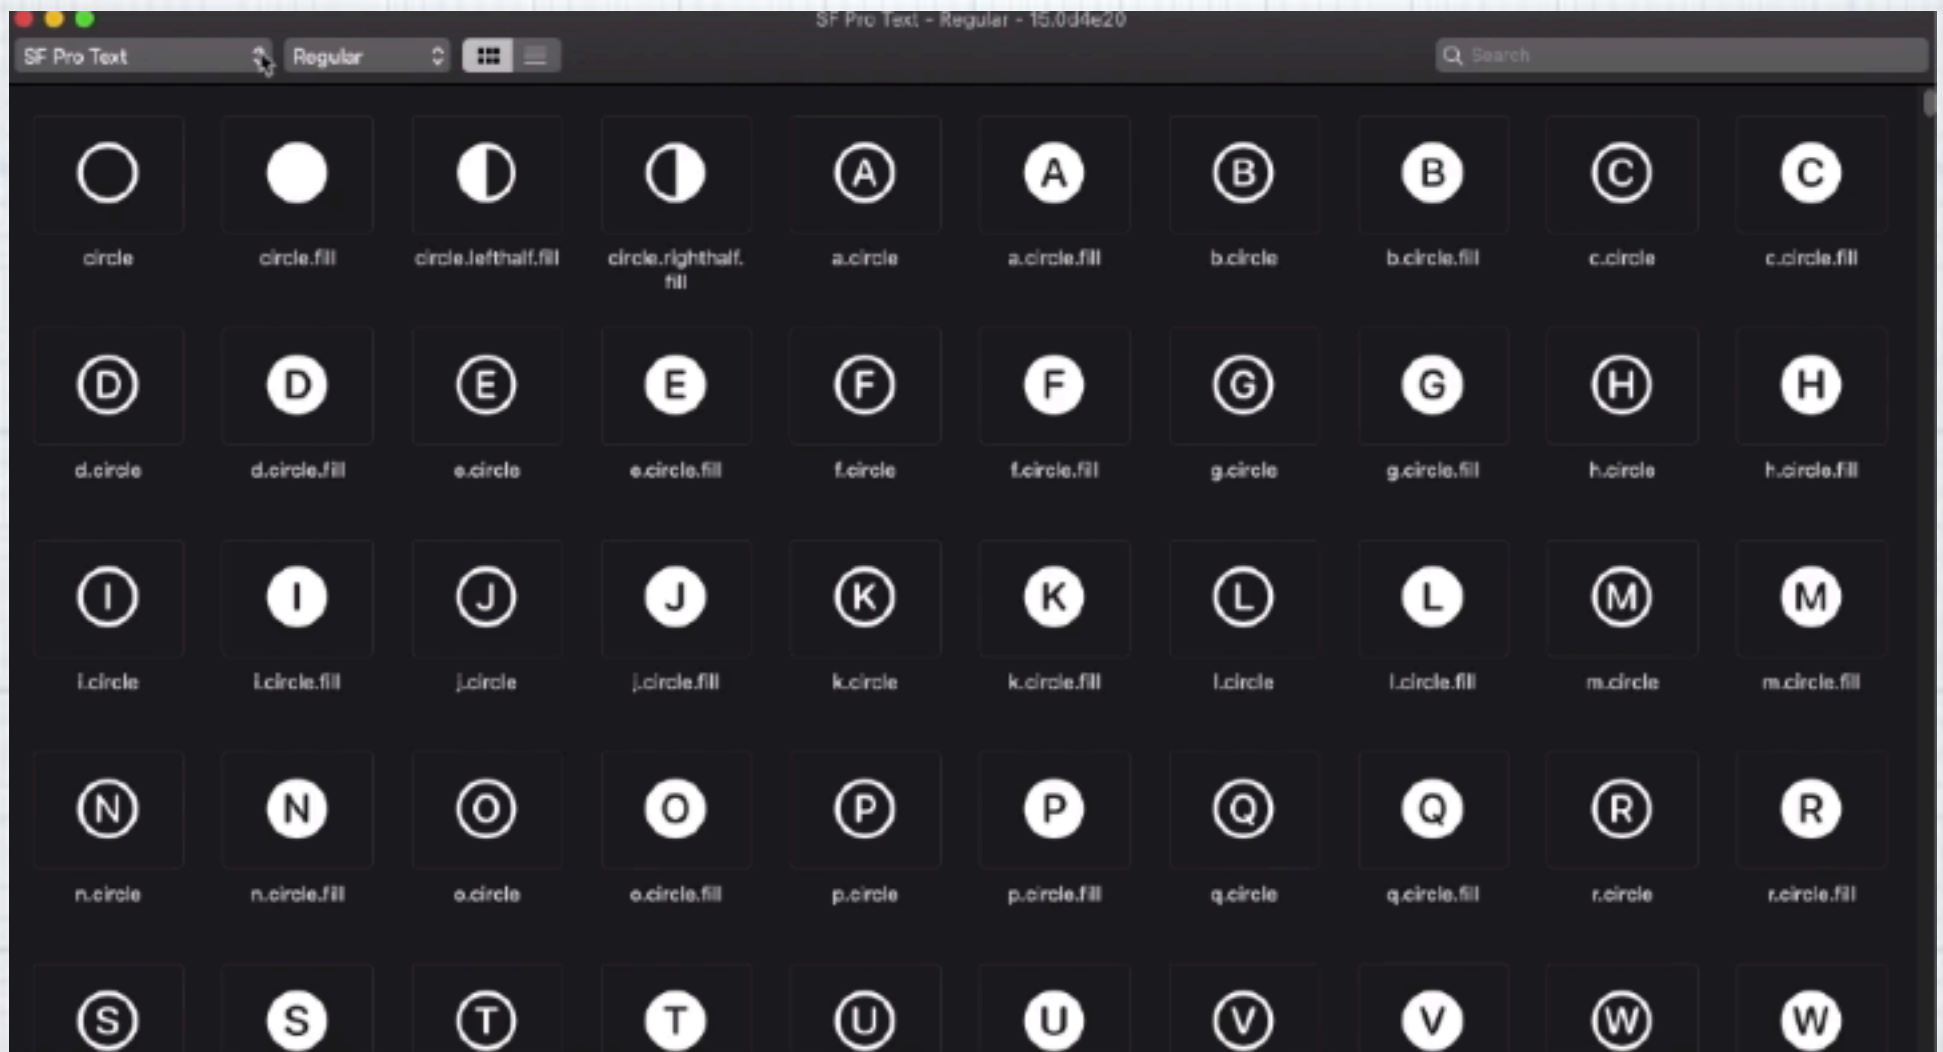 SF Pro Text - Regular - 15.0d4e20
SF Pro Text Regular Search
A A B B C C
circle circle.fill circle.lefthalf.fill circle.righthalf. a.circle a.circle.fill b.circle b.circle.fill c.circle c.circle.fill
fill
D D E E F F G G H H
d.circle d.circle.fill e.circle e.circle.fill f.circle f.circle.fill g.circle g.circle.fill h.circle h.circle.fill
I I J J K K L L M M
i.circle i.circle.fill j.circle j.circle.fill k.circle k.circle.fill l.circle l.circle.fill m.circle m.circle.fill
N N O O P P Q Q R R
n.circle n.circle.fill o.circle o.circle.fill p.circle p.circle.fill q.circle q.circle.fill r.circle r.circle.fill
S S T T U U V V W W